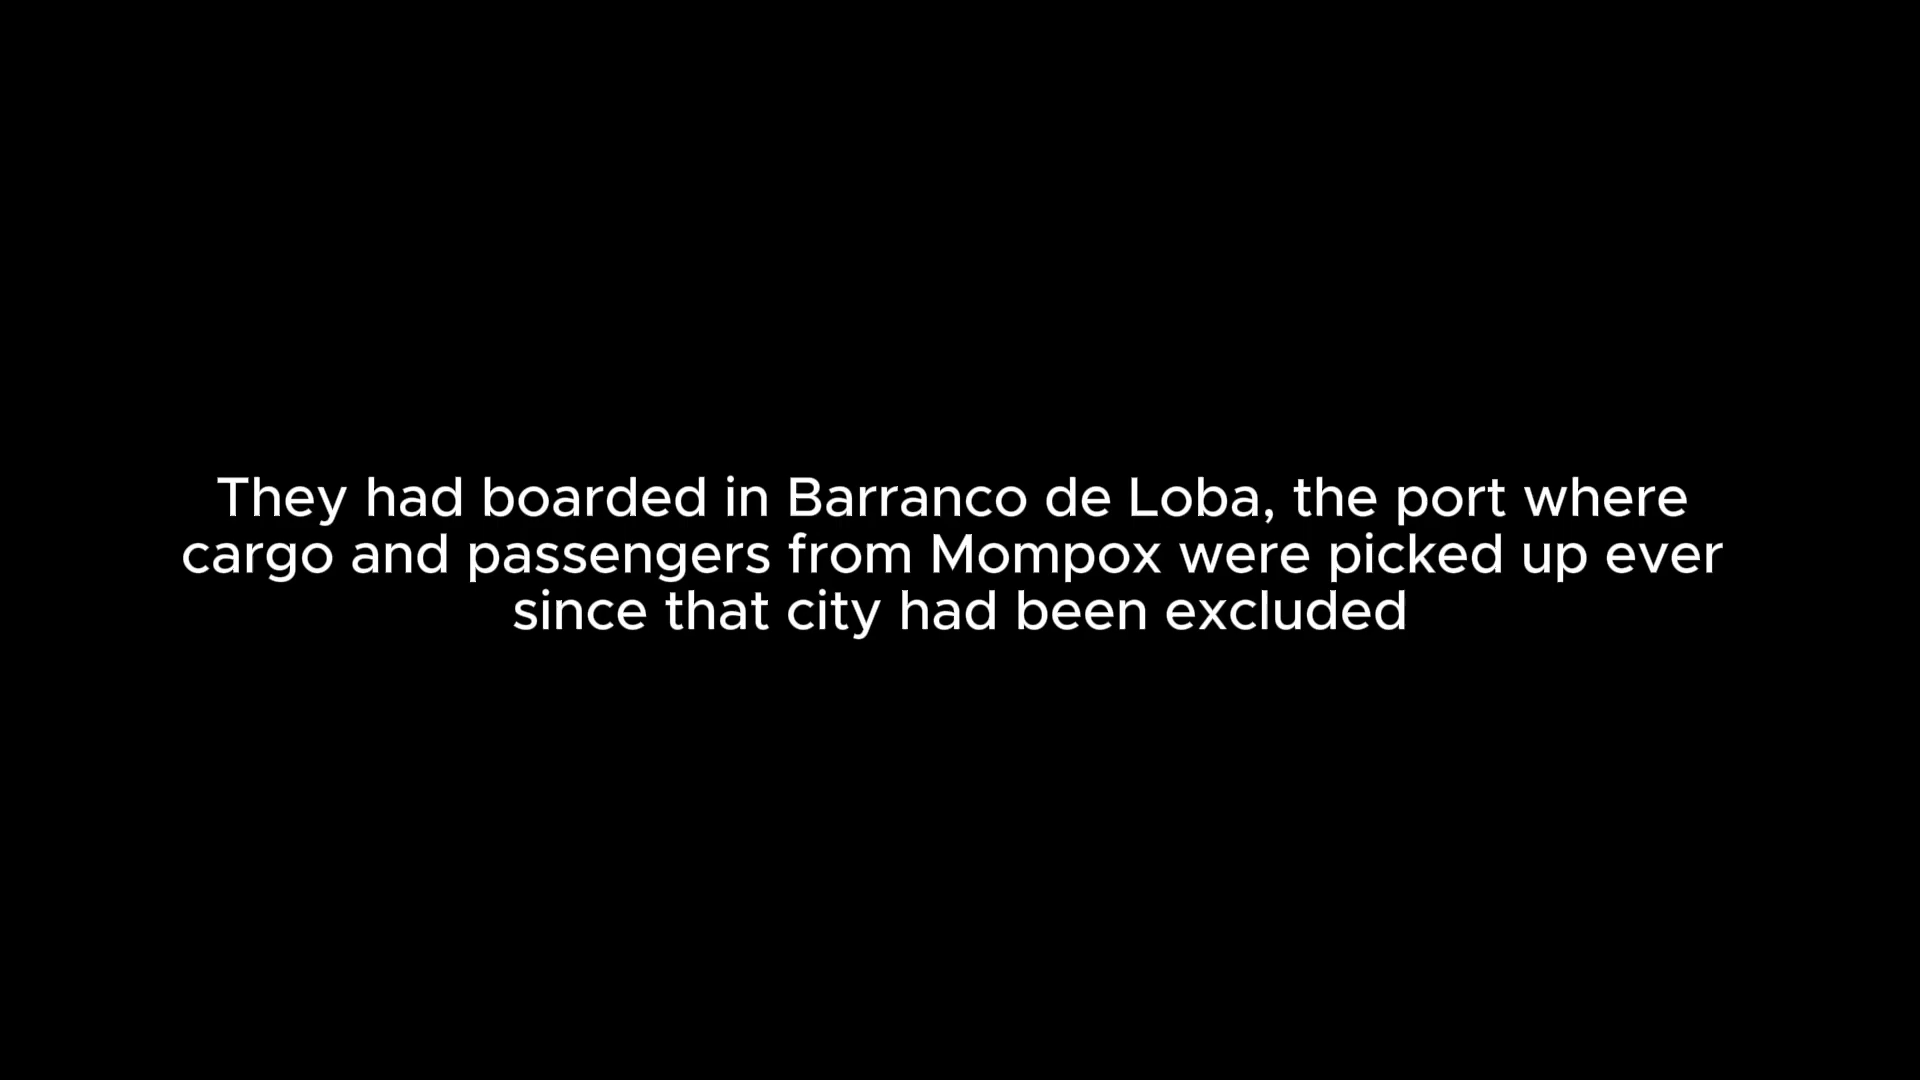 They had boarded in Barranco de Loba, the port where
cargo and passengers from Mompox were picked up ever
since that city had been excluded